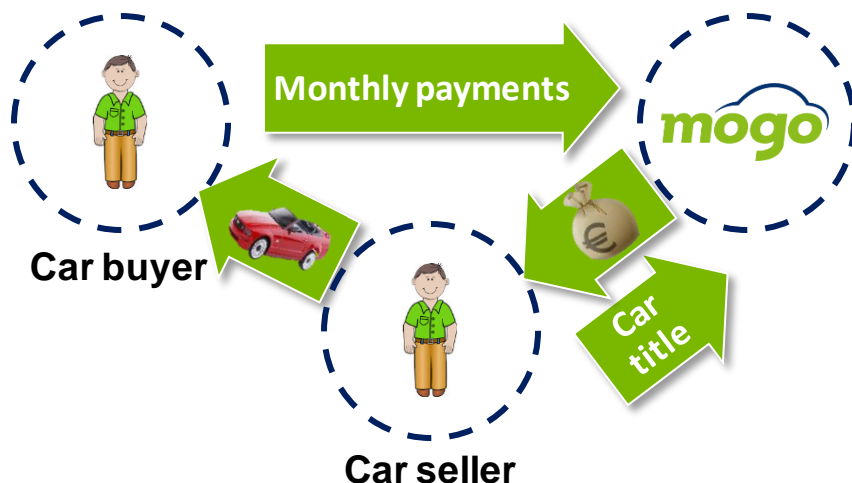 Monthly payments
mogo
€
Car buyer
Car
title
Car seller